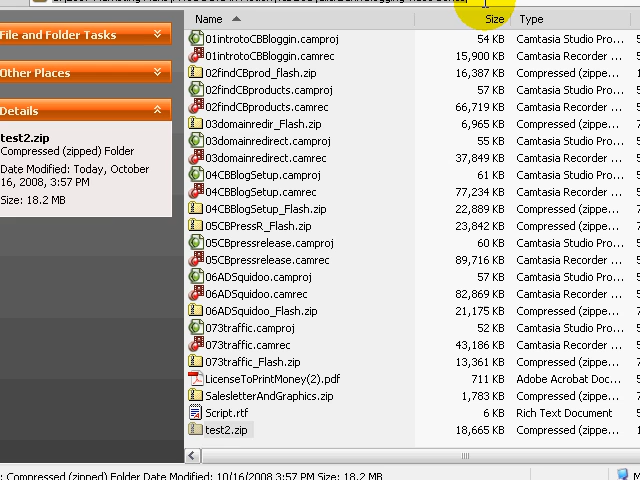 Name Size Type
File and Folder Tasks
Other Places
Details
test2.zip
Compressed (zipped) Folder
Date Modified: Today, October
16, 2008, 3:57 PM
Size: 18.2 MB
01introtoCBBloggin.camproj 54 KB Camtasia Studio Pro...
01introtoCBBloggin.camrec 15,900 KB Camtasia Recorder ...
02findCBprod_flash.zip 16,387 KB Compressed (zippe...
02findCBproducts.camproj 57 KB Camtasia Studio Pro...
02findCBproducts.camrec 66,719 KB Camtasia Recorder ...
03domainredir_Flash.zip 6,965 KB Compressed (zippe...
03domainredirect.camproj 55 KB Camtasia Studio Pro...
03domainredirect.camrec 37,849 KB Camtasia Recorder ...
04CBBlogSetup.camproj 61 KB Camtasia Studio Pro...
04CBBlogSetup.camrec 77,234 KB Camtasia Recorder ...
04CBBlogSetup_Flash.zip 22,889 KB Compressed (zippe...
05CBPressR_Flash.zip 23,842 KB Compressed (zippe...
05CBpressrelease.camproj 60 KB Camtasia Studio Pro...
05CBpressrelease.camrec 89,716 KB Camtasia Recorder ...
06ADSquidoo.camproj 57 KB Camtasia Studio Pro...
06ADSquidoo.camrec 82,869 KB Camtasia Recorder ...
06ADSquidoo_Flash.zip 21,175 KB Compressed (zippe...
073traffic.camproj 52 KB Camtasia Studio Pro...
073traffic.camrec 43,186 KB Camtasia Recorder ...
073traffic_Flash.zip 13,361 KB Compressed (zippe...
LicenseToPrintMoney(2).pdf 711 KB Adobe Acrobat Doc...
SalesletterAndGraphics.zip 1,783 KB Compressed (zippe...
Script.rtf 6 KB Rich Text Document
test2.zip 18,665 KB Compressed (zippe...
: Compressed (zipped) Folder Date Modified: 10/16/2008 3:57 PM Size: 18.2 MB